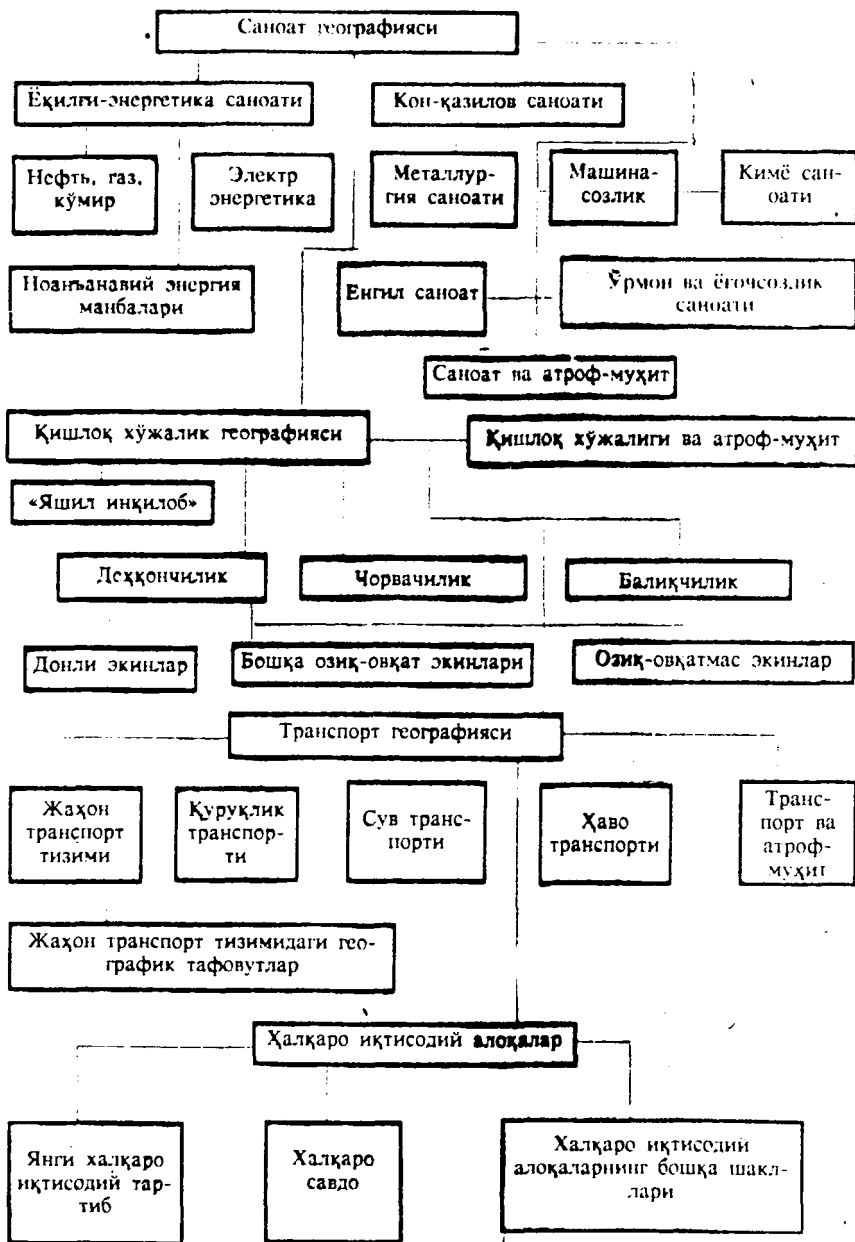 Саноат географияси
Ёқилғи-энергетика саноати
Кон-қазилов саноати
Нефть, газ,
кўмир
Электр
энергетика
Металлур-
гия саноати
Машина-
созлик
Кимё сан-
оати
Ноанъанавий энергия
манбалари
Енгил саноат
Ўрмон ва ёғочсозлик
саноати
Саноат ва атроф-муҳит
Қишлоқ хўжалик географияси
Қишлоқ хўжалиги ва атроф-муҳит
«Яшил инқилоб»
Деҳқончилик
Чорвачилик
Балиқчилик
Донли экинлар
Бошқа озиқ-овқат экинлари
Озиқ-овқатмас экинлар
Транспорт географияси
Жаҳон
транспорт
тизими
Қуруқлик
транспор-
ти
Сув транс-
порти
Ҳаво
транспорти
Транс-
порт ва
атроф-
муҳит
Жаҳон транспорт тизимидаги гео-
график тафовутлар
Ҳалқаро иқтисодий алоқалар
Янги халқаро
иқтисодий тар-
тиб
Халқаро
савдо
Халқаро иқтисодий
алоқаларнинг бошқа шакл-
лари